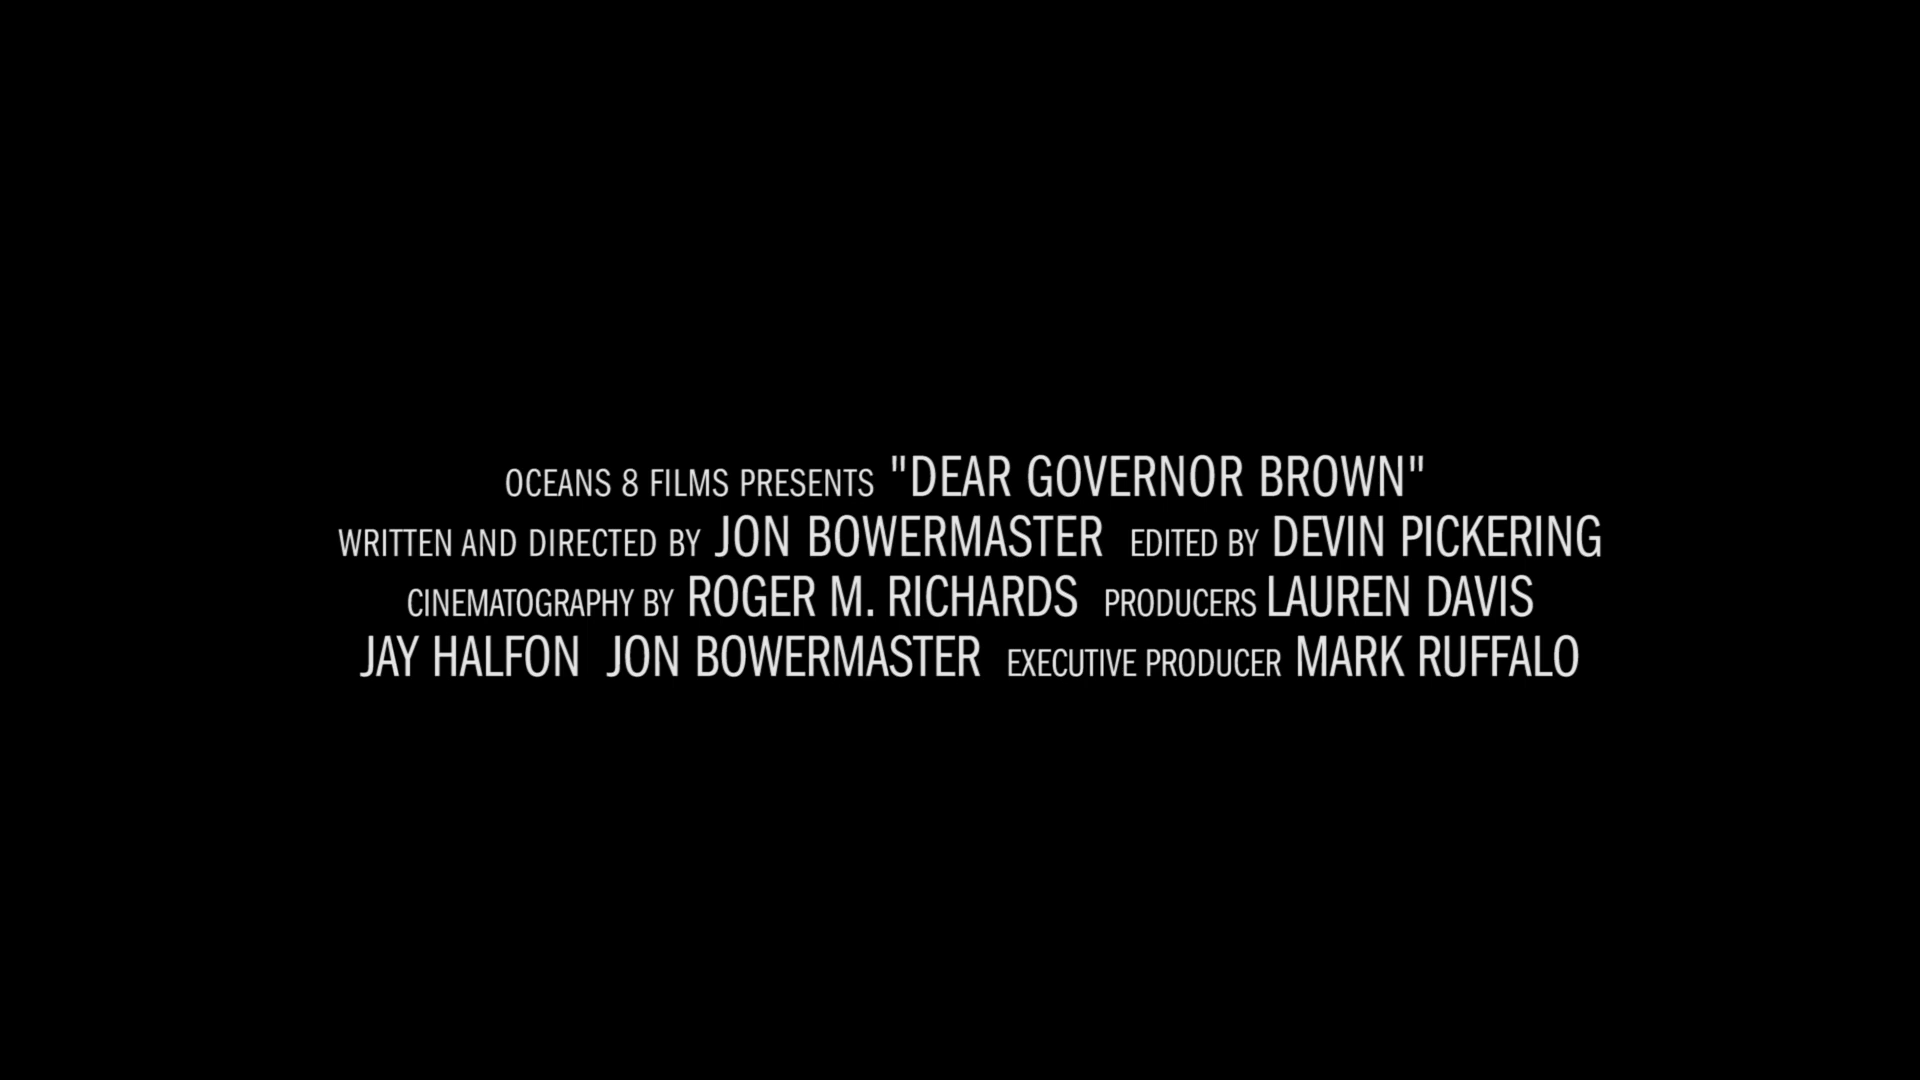 OCEANS 8 FILMS PRESENTS "DEAR GOVERNOR BROWN"
WRITTEN AND DIRECTED BY JON BOWERMASTER EDITED BY DEVIN PICKERING
CINEMATOGRAPHY BY ROGER M. RICHARDS PRODUCERS LAUREN DAVIS
JAY HALFON JON BOWERMASTER EXECUTIVE PRODUCER MARK RUFFALO